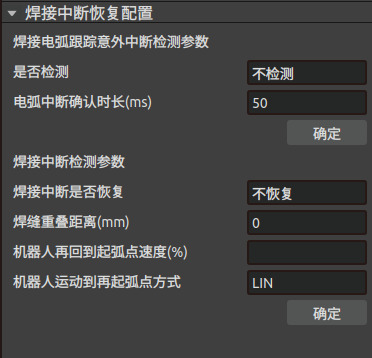 焊接中断恢复配置
焊接电弧跟踪意外中断检测参数
是否检测 不检测
电弧中断确认时长(ms) 50
确定
焊接中断检测参数
焊接中断是否恢复 不恢复
焊缝重叠距离(mm) 0
机器人再回到起弧点速度(%)
机器人运动到再起弧点方式 LIN
确定